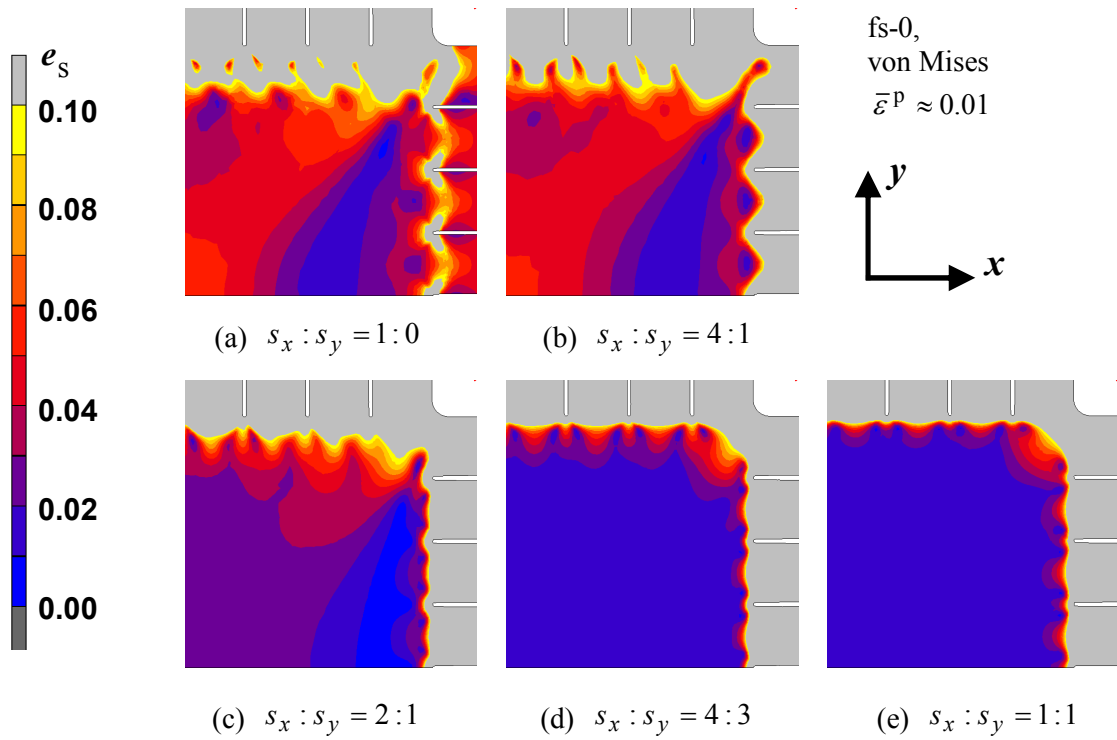 e_S
0.10
0.08
0.06
0.04
0.02
0.00
fs-0,
von Mises
ε̅ᵖ ≈ 0.01
y
x
(a) s_x : s_y = 1 : 0
(b) s_x : s_y = 4 : 1
(c) s_x : s_y = 2 : 1
(d) s_x : s_y = 4 : 3
(e) s_x : s_y = 1 : 1